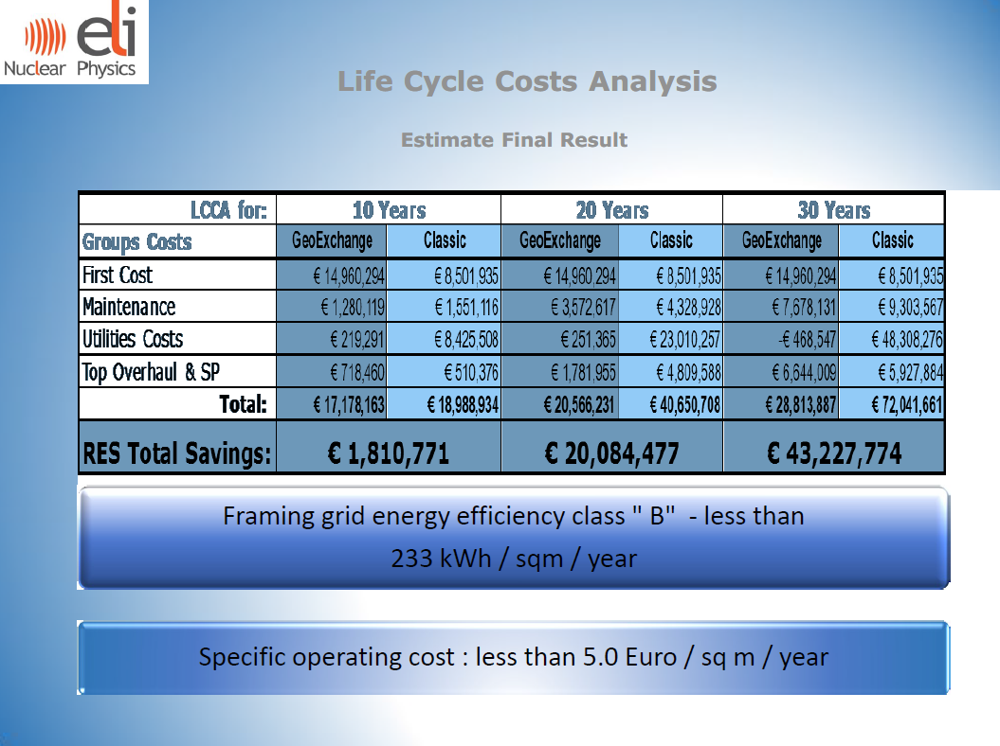 eli
Nuclear Physics
Life Cycle Costs Analysis
Estimate Final Result
LCCA for: 10 Years 20 Years 30 Years
Groups Costs GeoExchange Classic GeoExchange Classic GeoExchange Classic
First Cost € 14,960,294 € 8,501,935 € 14,960,294 € 8,501,935 € 14,960,294 € 8,501,935
Maintenance € 1,280,119 € 1,551,116 € 3,572,617 € 4,328,928 € 7,678,131 € 9,303,567
Utilities Costs € 219,291 € 8,425,508 € 251,365 € 23,010,257 -€ 468,547 € 48,308,276
Top Overhaul & SP € 718,460 € 510,376 € 1,781,955 € 4,809,588 € 6,644,009 € 5,927,884
Total: € 17,178,163 € 18,988,934 € 20,566,231 € 40,650,708 € 28,813,887 € 72,041,661
RES Total Savings: € 1,810,771 € 20,084,477 € 43,227,774
Framing grid energy efficiency class " B" - less than
233 kWh / sqm / year
Specific operating cost : less than 5.0 Euro / sq m / year